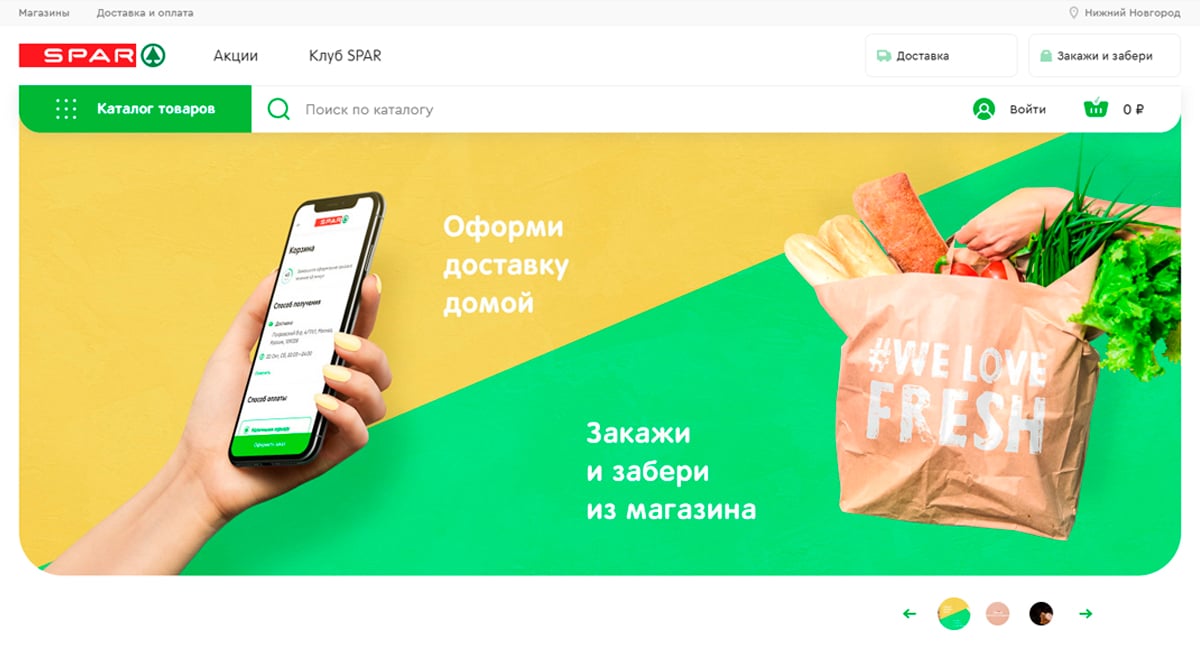 Магазины
Доставка и оплата
Нижний Новгород
SPAR
Акции
Клуб SPAR
Доставка
Закажи и забери
Каталог товаров
Поиск по каталогу
Войти
0 ₽
SPAR
Корзина
Способ получения
Доставка
Способ оплаты
Оформить заказ
Оформи
доставку
домой
Закажи
и забери
из магазина
#WE LOVE
FRESH